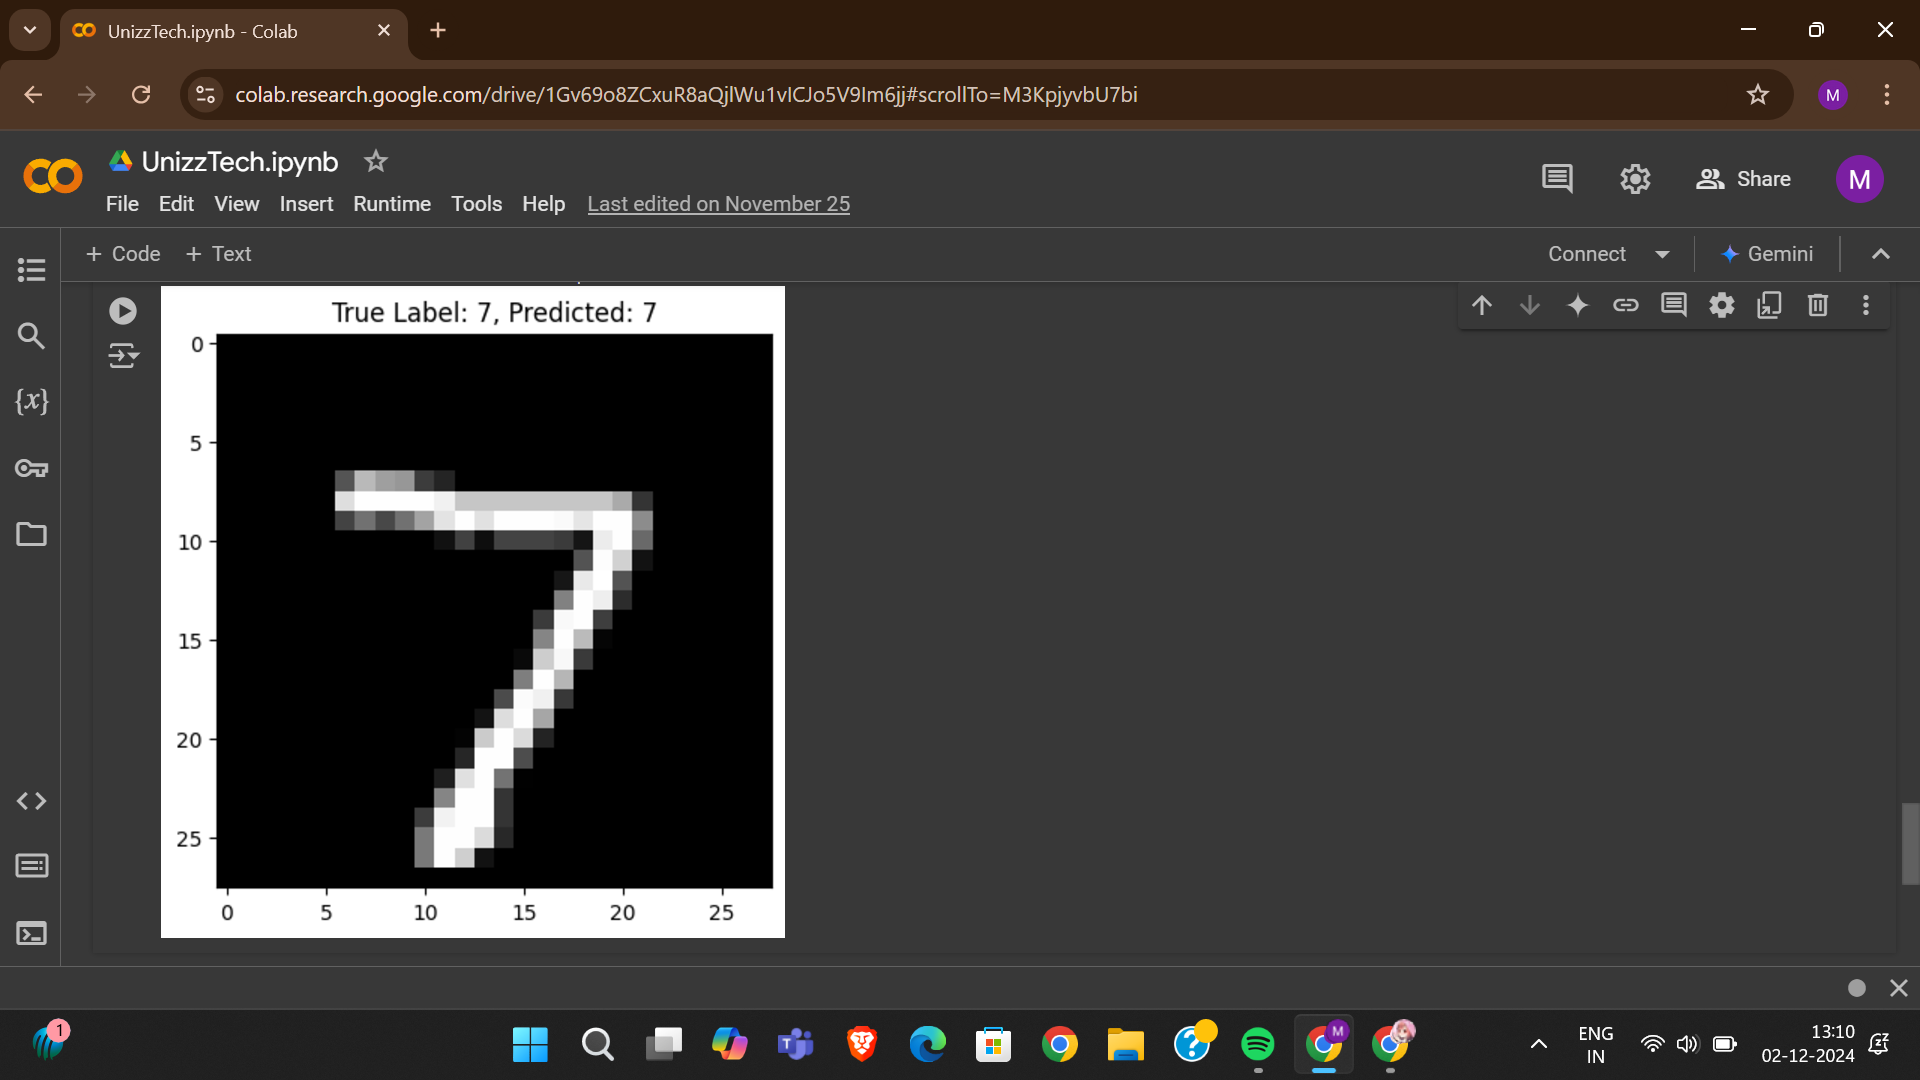 UnizzTech.ipynb - Colab
colab.research.google.com/drive/1Gv69o8ZCxuR8aQjlWu1vICJo5V9Im6jj#scrollTo=M3KpjyvbU7bi
M
UnizzTech.ipynb
Share
M
File Edit View Insert Runtime Tools Help Last edited on November 25
+ Code + Text
Connect
Gemini
True Label: 7, Predicted: 7
{x}
0
5
10
15
20
25
0 5 10 15 20 25
1
T
M
ENG
IN
13:10
02-12-2024